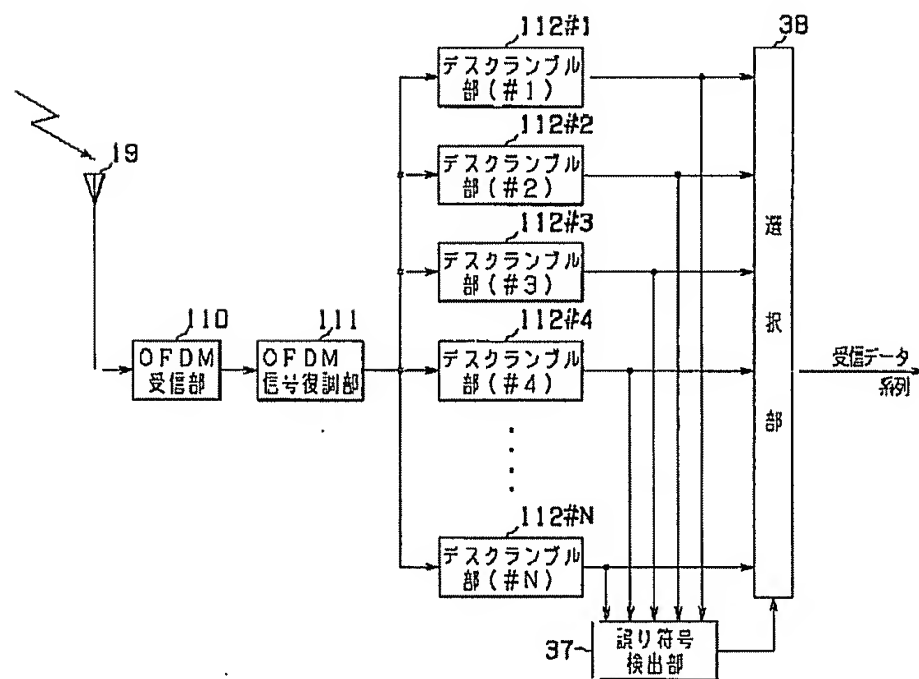 112#1
デスクランブル
部(#1)
38
19
112#2
デスクランブル
部(#2)
112#3
デスクランブル
部(#3)
110
OFDM
受信部
111
OFDM
信号復調部
112#4
デスクランブル
部(#4)
選択部
受信データ
系列
112#N
デスクランブル
部(#N)
37
誤り符号
検出部